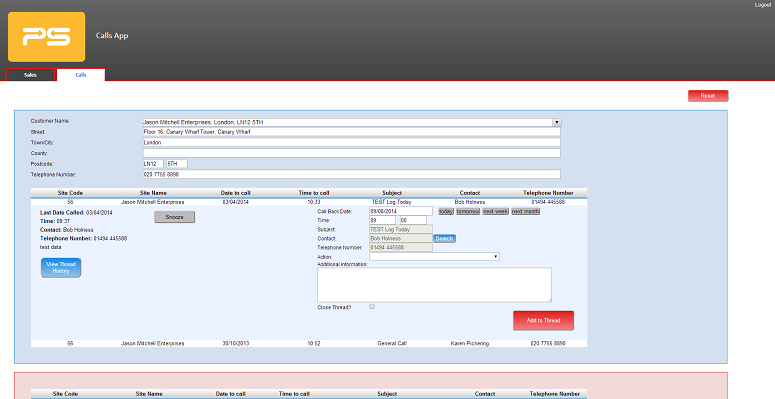 Logout
PS
Calls App
Sales
Calls
Reset
Customer Name: Jason Mitchell Enterprises, London, LN12 5TH
Street: Floor 16, Canary Wharf Tower, Canary Wharf
Town/City: London
County:
Postcode: LN12 5TH
Telephone Number: 020 7755 8898
Site Code Site Name Date to call Time to call Subject Contact Telephone Number
56 Jason Mitchell Enterprises 03/04/2014 10.33 TEST Log Today Bob Holness 01494 445588
Last Date Called: 03/04/2014
Time: 09:37
Contact: Bob Holness
Telephone Number: 01494 445588
test data
Snooze
View Thread
History
Call Back Date: 09/08/2014 today tomorrow next week next month
Time: 09 00
Subject: TEST Log Today
Contact: Bob Holness Search
Telephone Number: 01494 445588
Action:
Additional Information:
Close Thread?
Add to Thread
56 Jason Mitchell Enterprises 30/10/2013 10.52 General Call Karen Pickering 020 7755 8890
Site Code Site Name Date to call Time to call Subject Contact Telephone Number